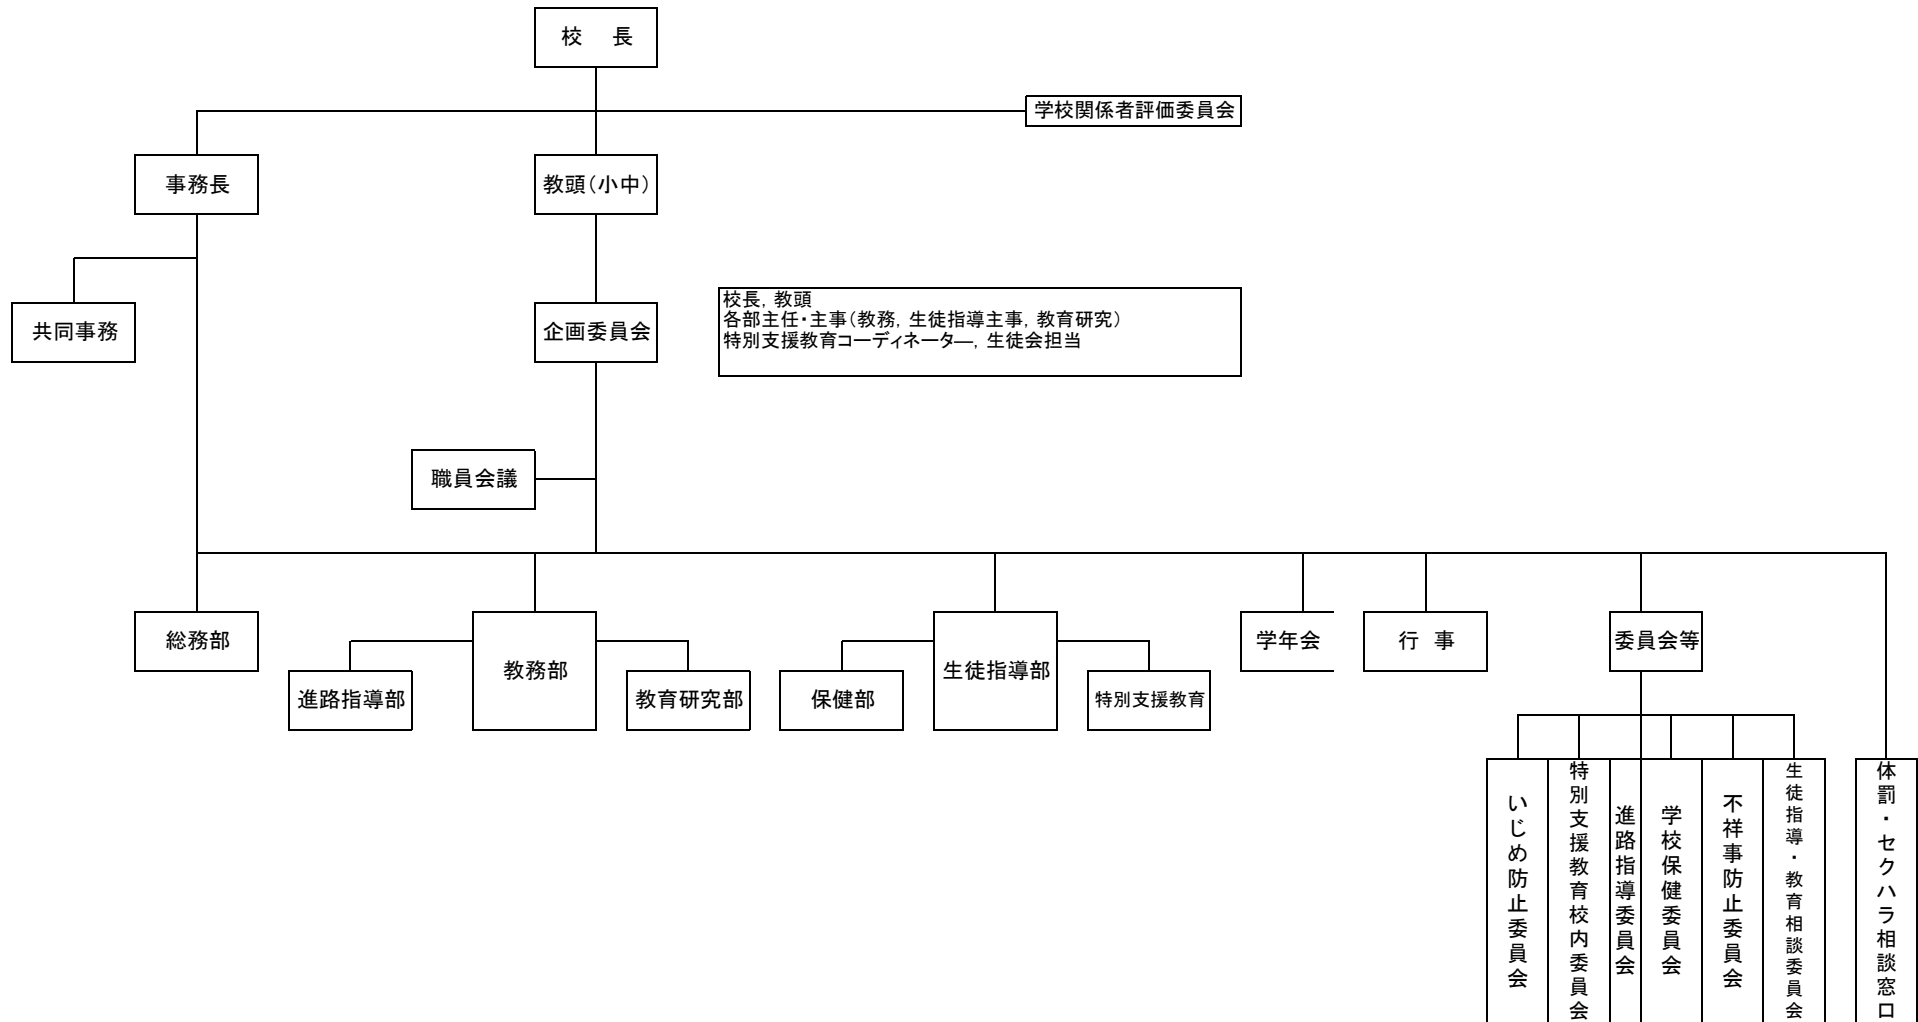 校　長
学校関係者評価委員会
事務長
教頭（小中）
共同事務
企画委員会
校長，教頭
各部主任・主事（教務，生徒指導主事，教育研究）
特別支援教育コーディネータ―，生徒会担当
職員会議
総務部
教務部
進路指導部
教育研究部
生徒指導部
保健部
特別支援教育
学年会
行　事
委員会等
いじめ防止委員会
特別支援教育校内委員会
進路指導委員会
学校保健委員会
不祥事防止委員会
生徒指導・教育相談委員会
体罰・セクハラ相談窓口